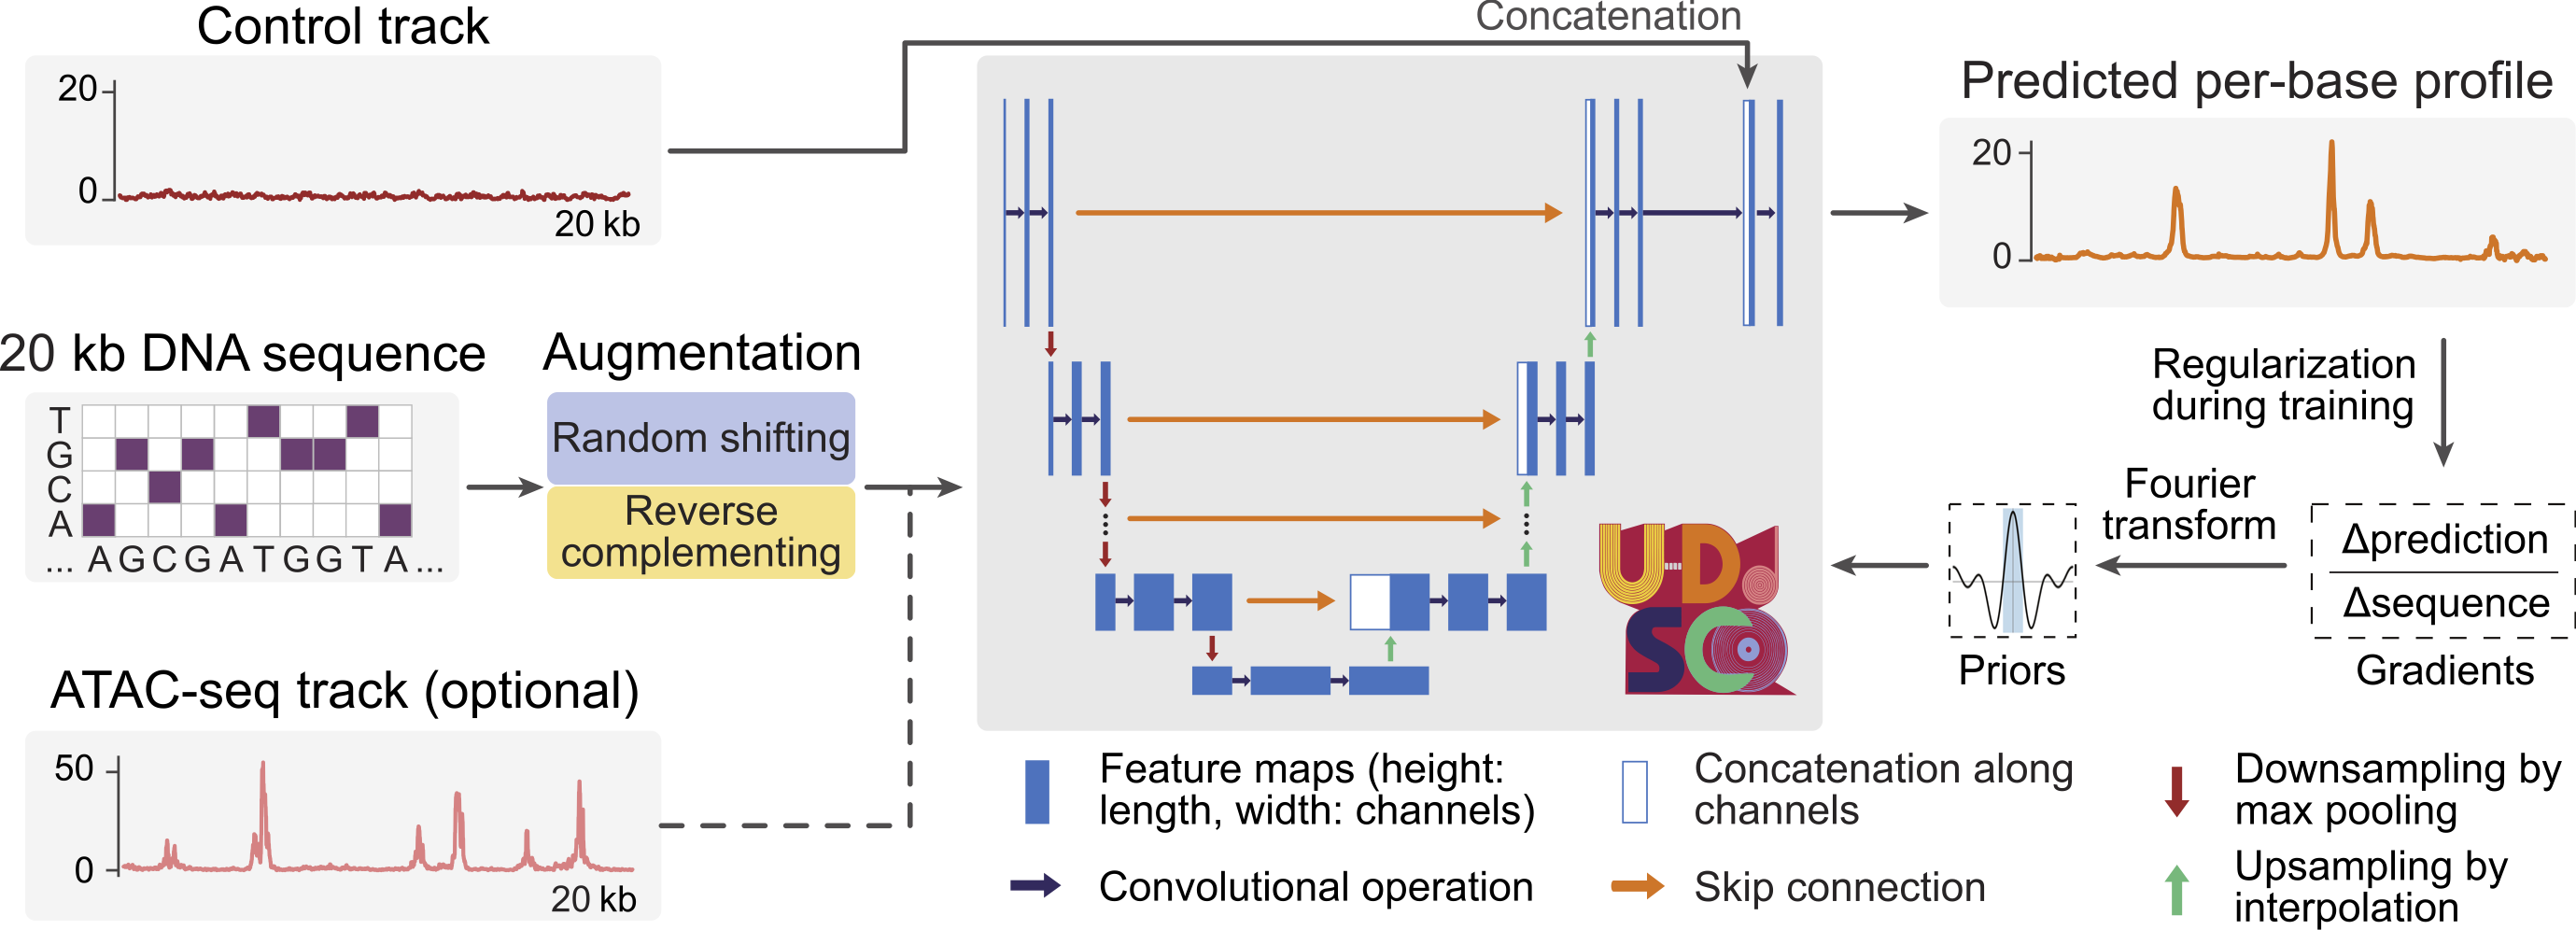 Control track
20
0
20 kb
Concatenation
Predicted per-base profile
20
0
20 kb DNA sequence
T
G
C
A
... A G C G A T G G T A ...
Augmentation
Random shifting
Reverse
complementing
ATAC-seq track (optional)
50
0
20 kb
U-D
SCO
Regularization
during training
Fourier
transform
Δprediction
Δsequence
Priors
Gradients
Feature maps (height:
length, width: channels)
Convolutional operation
Concatenation along
channels
Skip connection
Downsampling by
max pooling
Upsampling by
interpolation